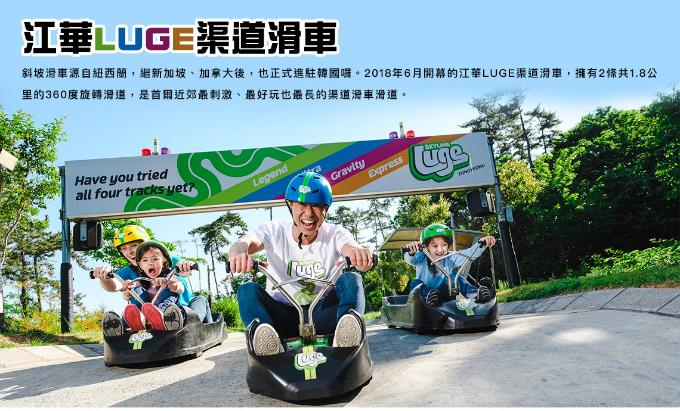 江華LUGE渠道滑車
斜坡滑車源自紐西蘭，繼新加坡、加拿大後，也正式進駐韓國囉。2018年6月開幕的江華LUGE渠道滑車，擁有2條共1.8公
里的360度旋轉滑道，是首爾近郊最刺激、最好玩也最長的渠道滑車滑道。
Have you tried
all four tracks yet?
Legend
Gravity
Express
SKYLINE
Luge
TONGYEONG
Luge
Luge
Luge